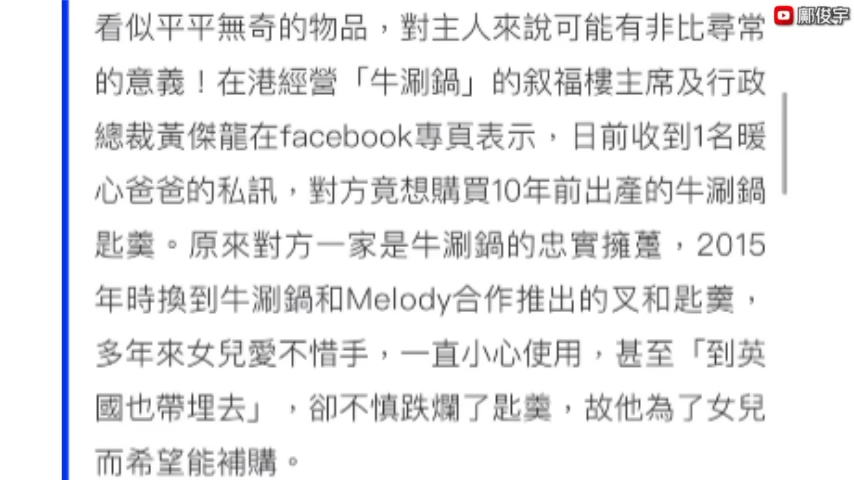 鄺俊宇
看似平平無奇的物品，對主人來說可能有非比尋常
的意義！在港經營「牛涮鍋」的叙福樓主席及行政
總裁黃傑龍在facebook專頁表示，日前收到1名暖
心爸爸的私訊，對方竟想購買10年前出產的牛涮鍋
匙羹。原來對方一家是牛涮鍋的忠實擁躉，2015
年時換到牛涮鍋和Melody合作推出的叉和匙羹，
多年來女兒愛不惜手，一直小心使用，甚至「到英
國也帶埋去」，卻不慎跌爛了匙羹，故他為了女兒
而希望能補購。